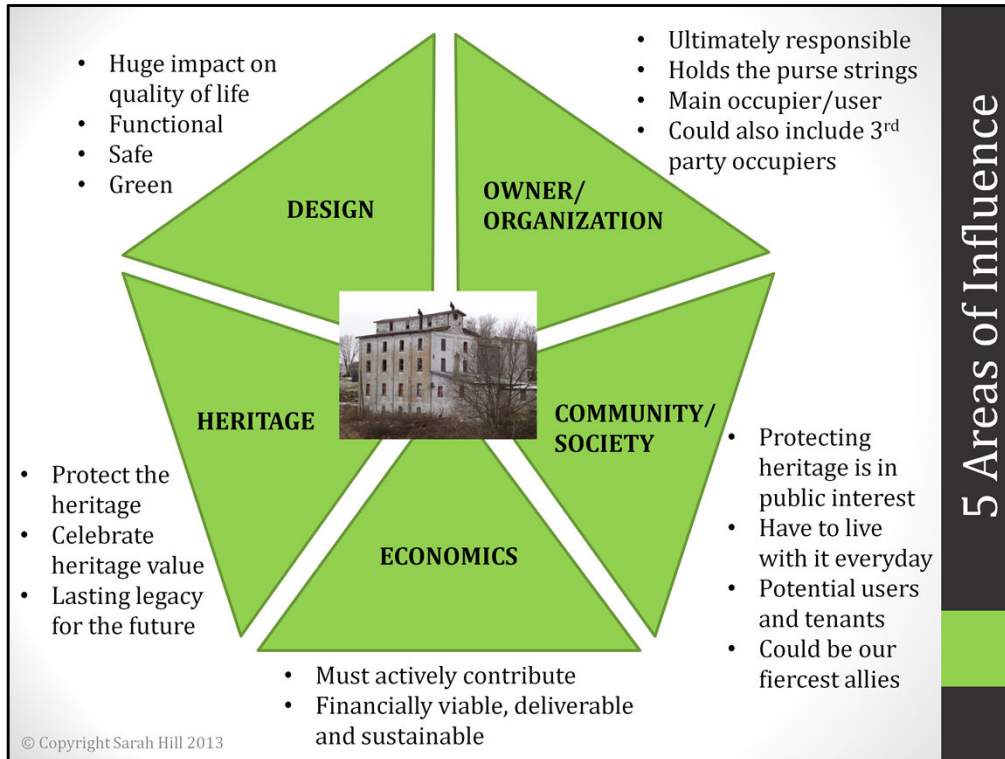 5 Areas of Influence
• Huge impact on
quality of life
• Functional
• Safe
• Green
DESIGN
• Ultimately responsible
• Holds the purse strings
• Main occupier/user
• Could also include 3rd
party occupiers
OWNER/
ORGANIZATION
HERITAGE
• Protect the
heritage
• Celebrate
heritage value
• Lasting legacy
for the future
COMMUNITY/
SOCIETY
• Protecting
heritage is in
public interest
• Have to live
with it everyday
• Potential users
and tenants
• Could be our
fiercest allies
ECONOMICS
• Must actively contribute
• Financially viable, deliverable
and sustainable
© Copyright Sarah Hill 2013